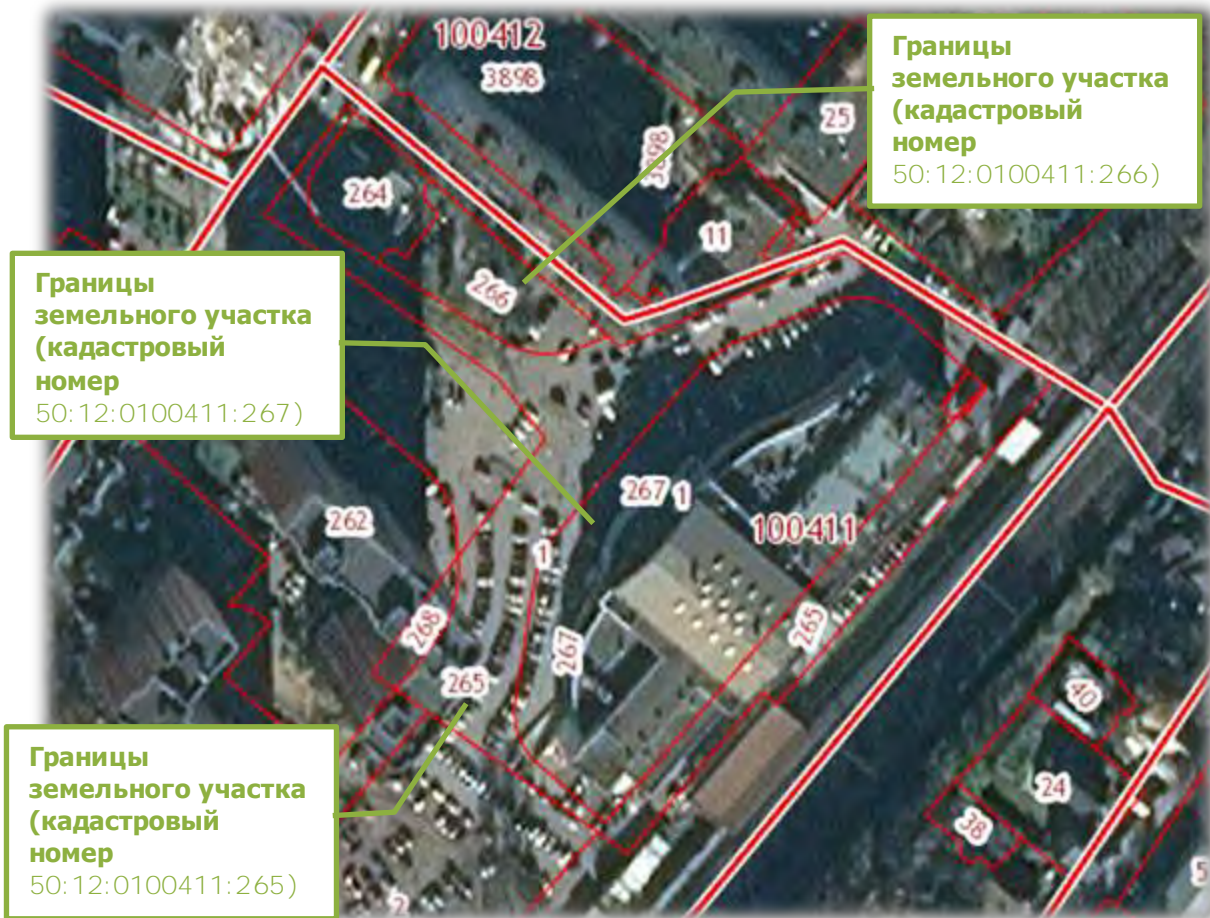 100412
3898
Границы
земельного участка
(кадастровый
номер
50:12:0100411:266)
25
3898
264
11
266
Границы
земельного участка
(кадастровый
номер
50:12:0100411:267)
267 1
100411
262
1
268
267
265
265
40
24
38
Границы
земельного участка
(кадастровый
номер
50:12:0100411:265)
2
5